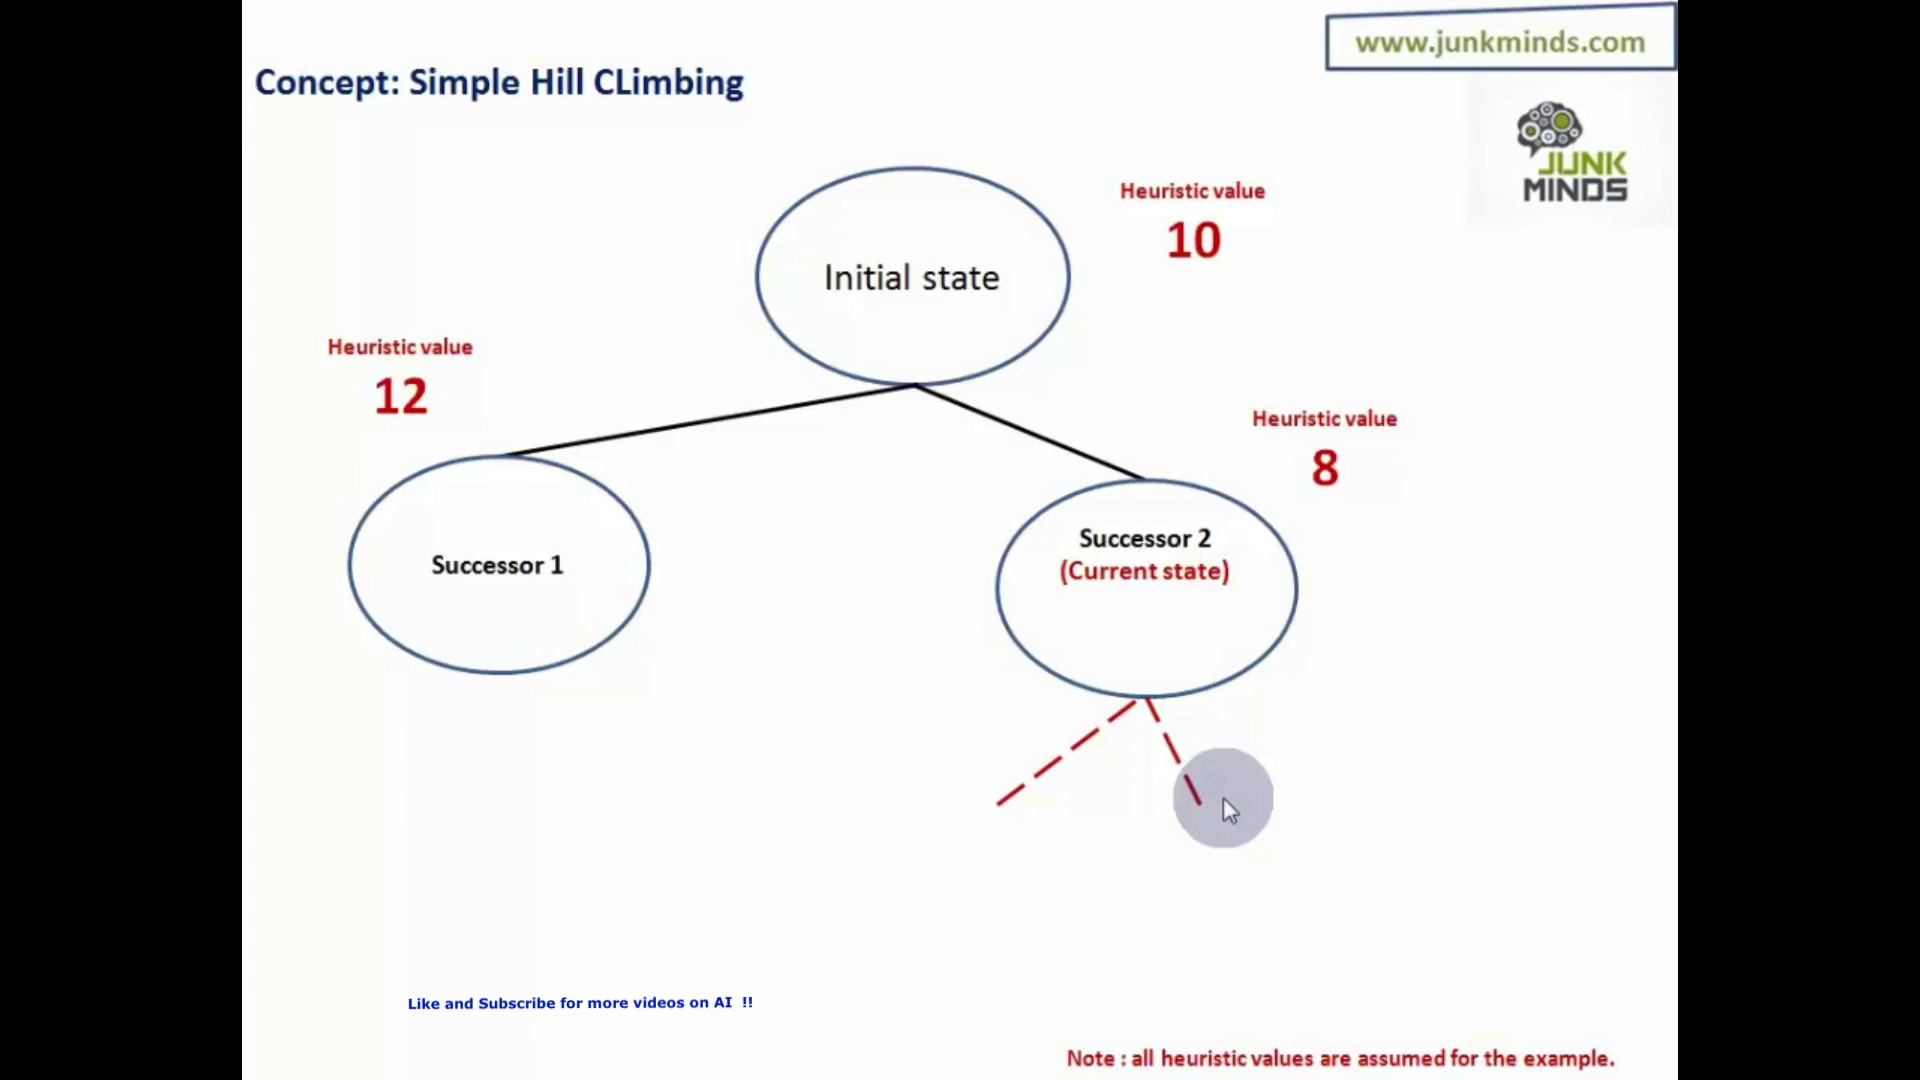 www.junkminds.com
Concept: Simple Hill CLimbing
JUNK
MINDS
Heuristic value
10
Initial state
Heuristic value
12
Heuristic value
8
Successor 1
Successor 2
(Current state)
Like and Subscribe for more videos on AI !!
Note : all heuristic values are assumed for the example.